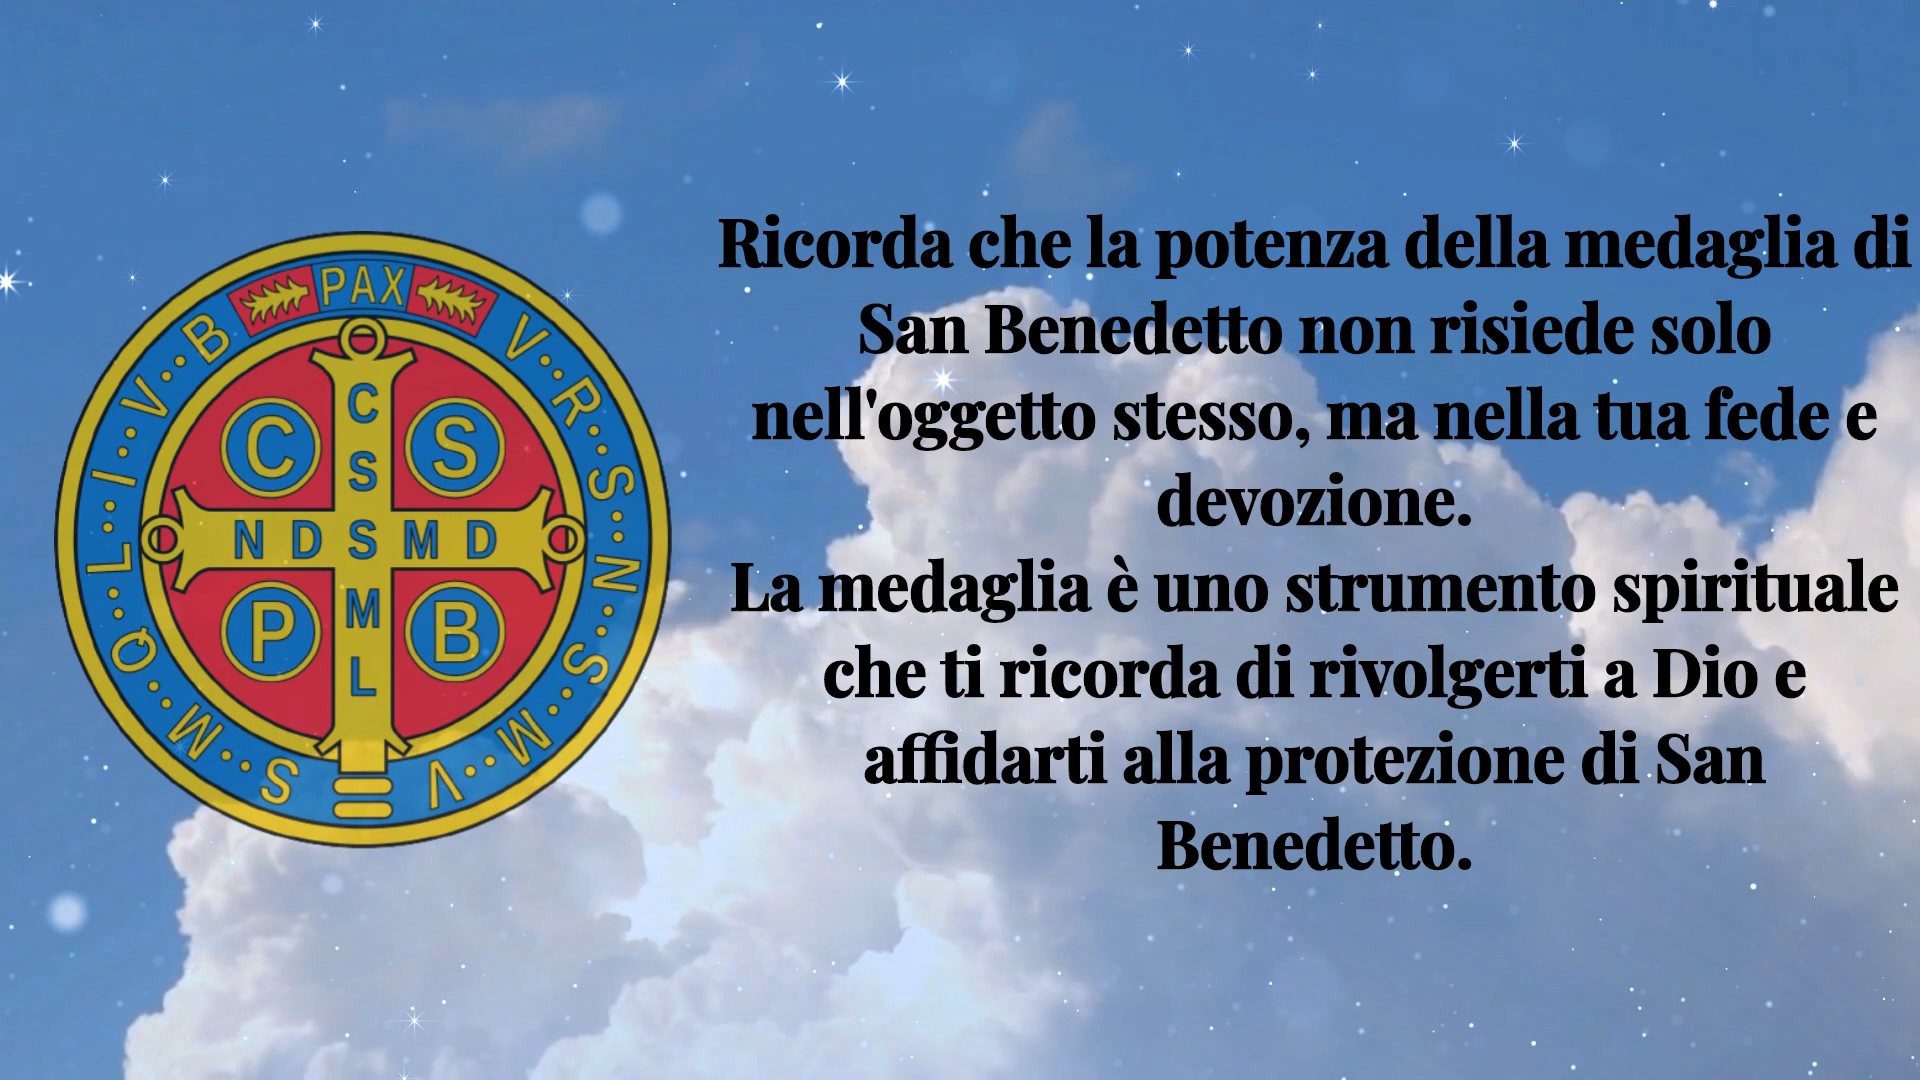 PAX
V··R··S··N··S··M··V
S··M··Q··L··I··V··B
C S
C
S
N D S M D
M
L
P B
Ricorda che la potenza della medaglia di
San Benedetto non risiede solo
nell'oggetto stesso, ma nella tua fede e
devozione.
La medaglia è uno strumento spirituale
che ti ricorda di rivolgerti a Dio e
affidarti alla protezione di San
Benedetto.